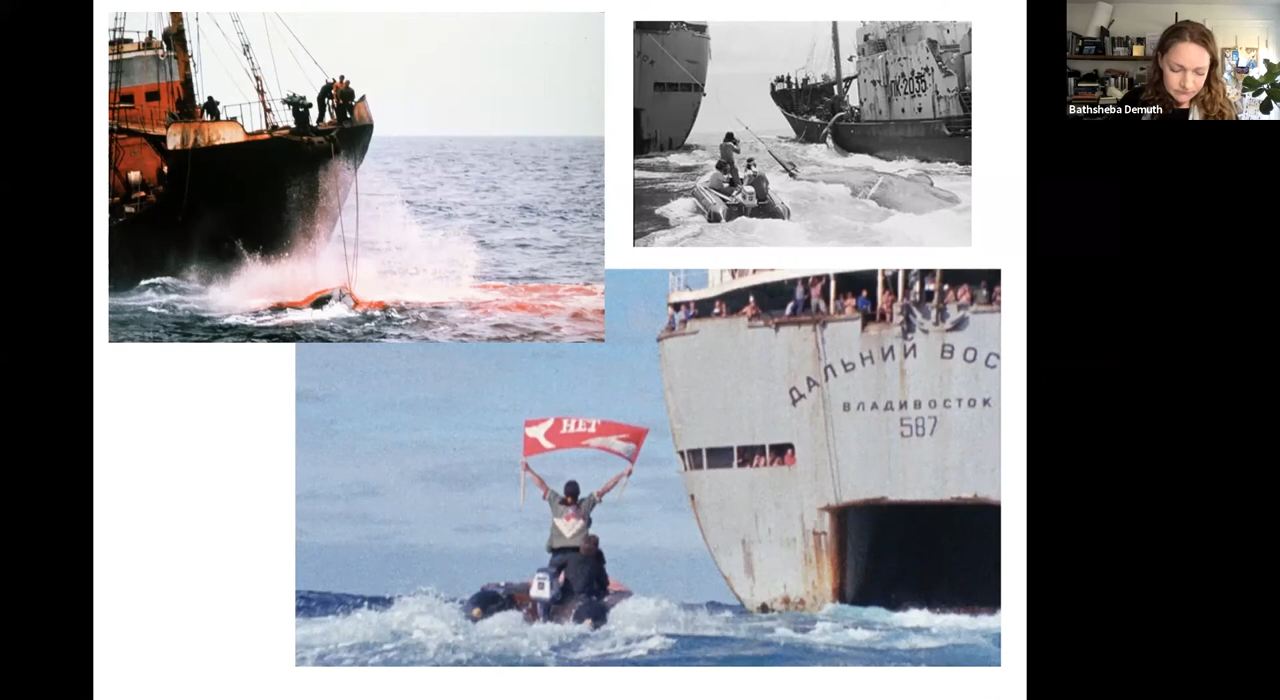 ПК-2035
Bathsheba Demuth
НЕТ
ДАЛЬНИЙ ВОС
ВЛАДИВОСТОК
587